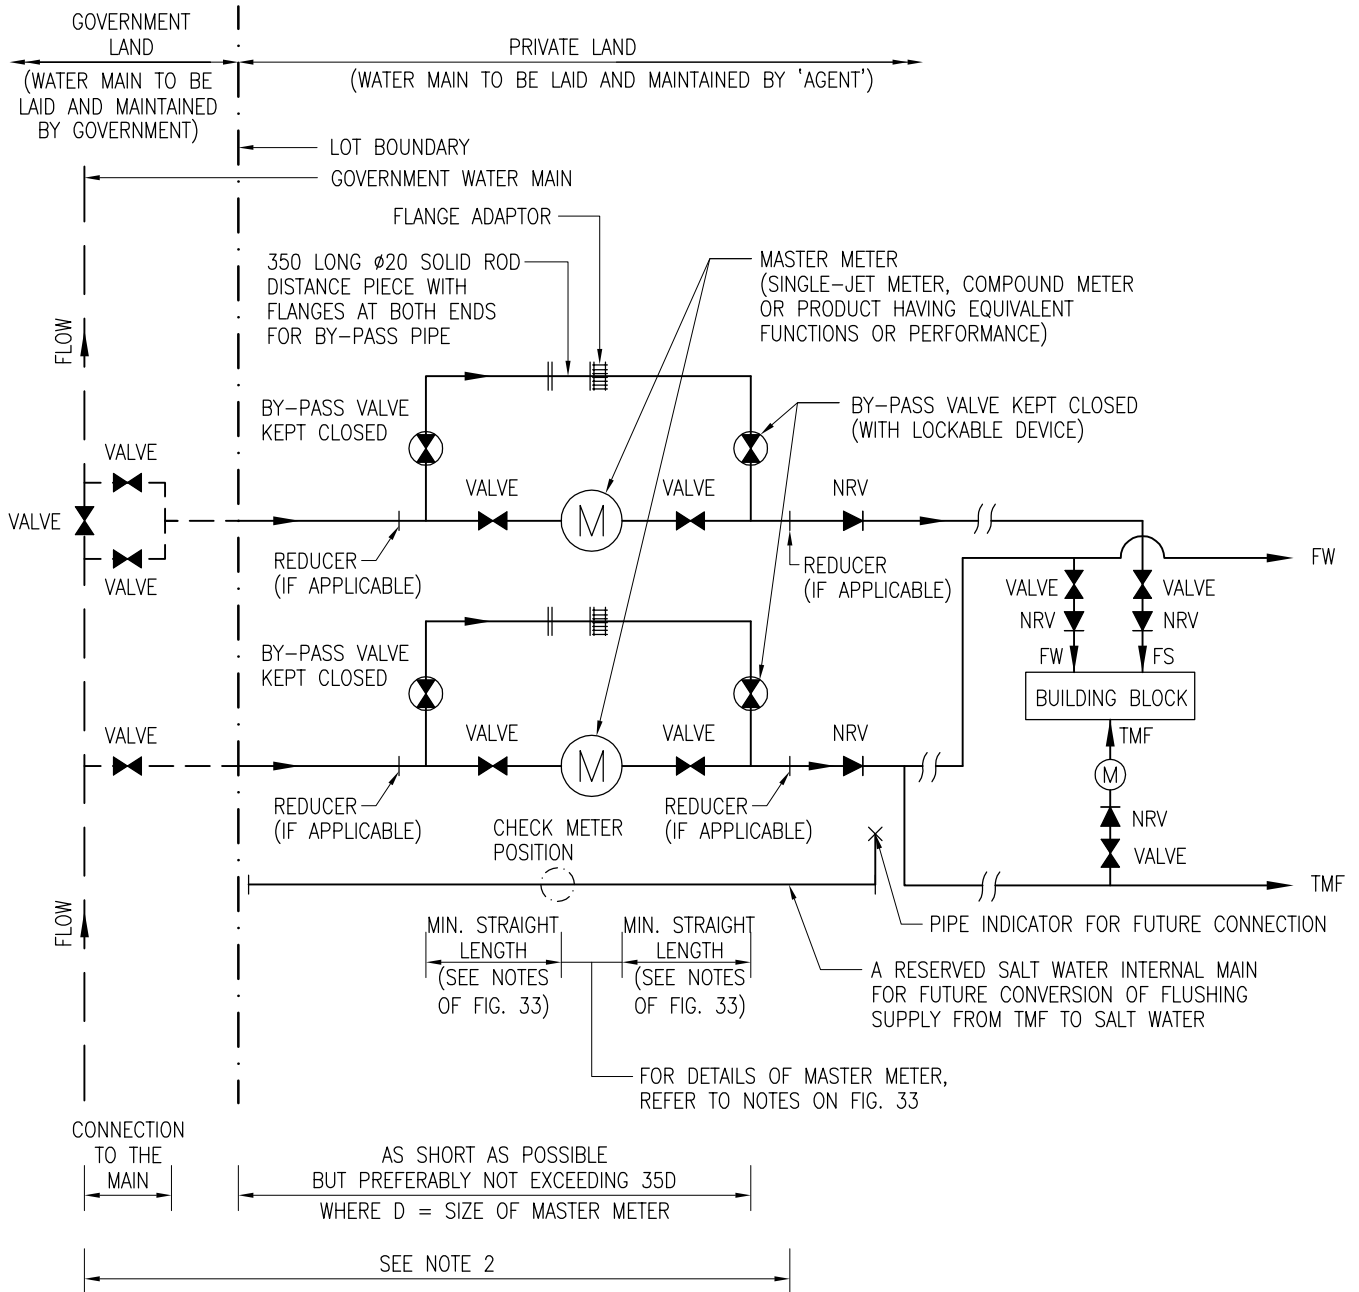 GOVERNMENT
LAND
(WATER MAIN TO BE
LAID AND MAINTAINED
BY GOVERNMENT)
PRIVATE LAND
(WATER MAIN TO BE LAID AND MAINTAINED BY 'AGENT')
LOT BOUNDARY
GOVERNMENT WATER MAIN
FLANGE ADAPTOR
350 LONG ø20 SOLID ROD
DISTANCE PIECE WITH
FLANGES AT BOTH ENDS
FOR BY-PASS PIPE
MASTER METER
(SINGLE-JET METER, COMPOUND METER
OR PRODUCT HAVING EQUIVALENT
FUNCTIONS OR PERFORMANCE)
FLOW
BY-PASS VALVE
KEPT CLOSED
BY-PASS VALVE KEPT CLOSED
(WITH LOCKABLE DEVICE)
VALVE
VALVE
VALVE
VALVE
VALVE
NRV
M
REDUCER
(IF APPLICABLE)
REDUCER
(IF APPLICABLE)
FW
VALVE
VALVE
NRV
NRV
FW
FS
BUILDING BLOCK
BY-PASS VALVE
KEPT CLOSED
VALVE
VALVE
VALVE
NRV
M
TMF
M
REDUCER
(IF APPLICABLE)
REDUCER
(IF APPLICABLE)
NRV
VALVE
CHECK METER
POSITION
TMF
FLOW
MIN. STRAIGHT
LENGTH
(SEE NOTES
OF FIG. 33)
MIN. STRAIGHT
LENGTH
(SEE NOTES
OF FIG. 33)
PIPE INDICATOR FOR FUTURE CONNECTION
A RESERVED SALT WATER INTERNAL MAIN
FOR FUTURE CONVERSION OF FLUSHING
SUPPLY FROM TMF TO SALT WATER
FOR DETAILS OF MASTER METER,
REFER TO NOTES ON FIG. 33
CONNECTION
TO THE
MAIN
AS SHORT AS POSSIBLE
BUT PREFERABLY NOT EXCEEDING 35D
WHERE D = SIZE OF MASTER METER
SEE NOTE 2